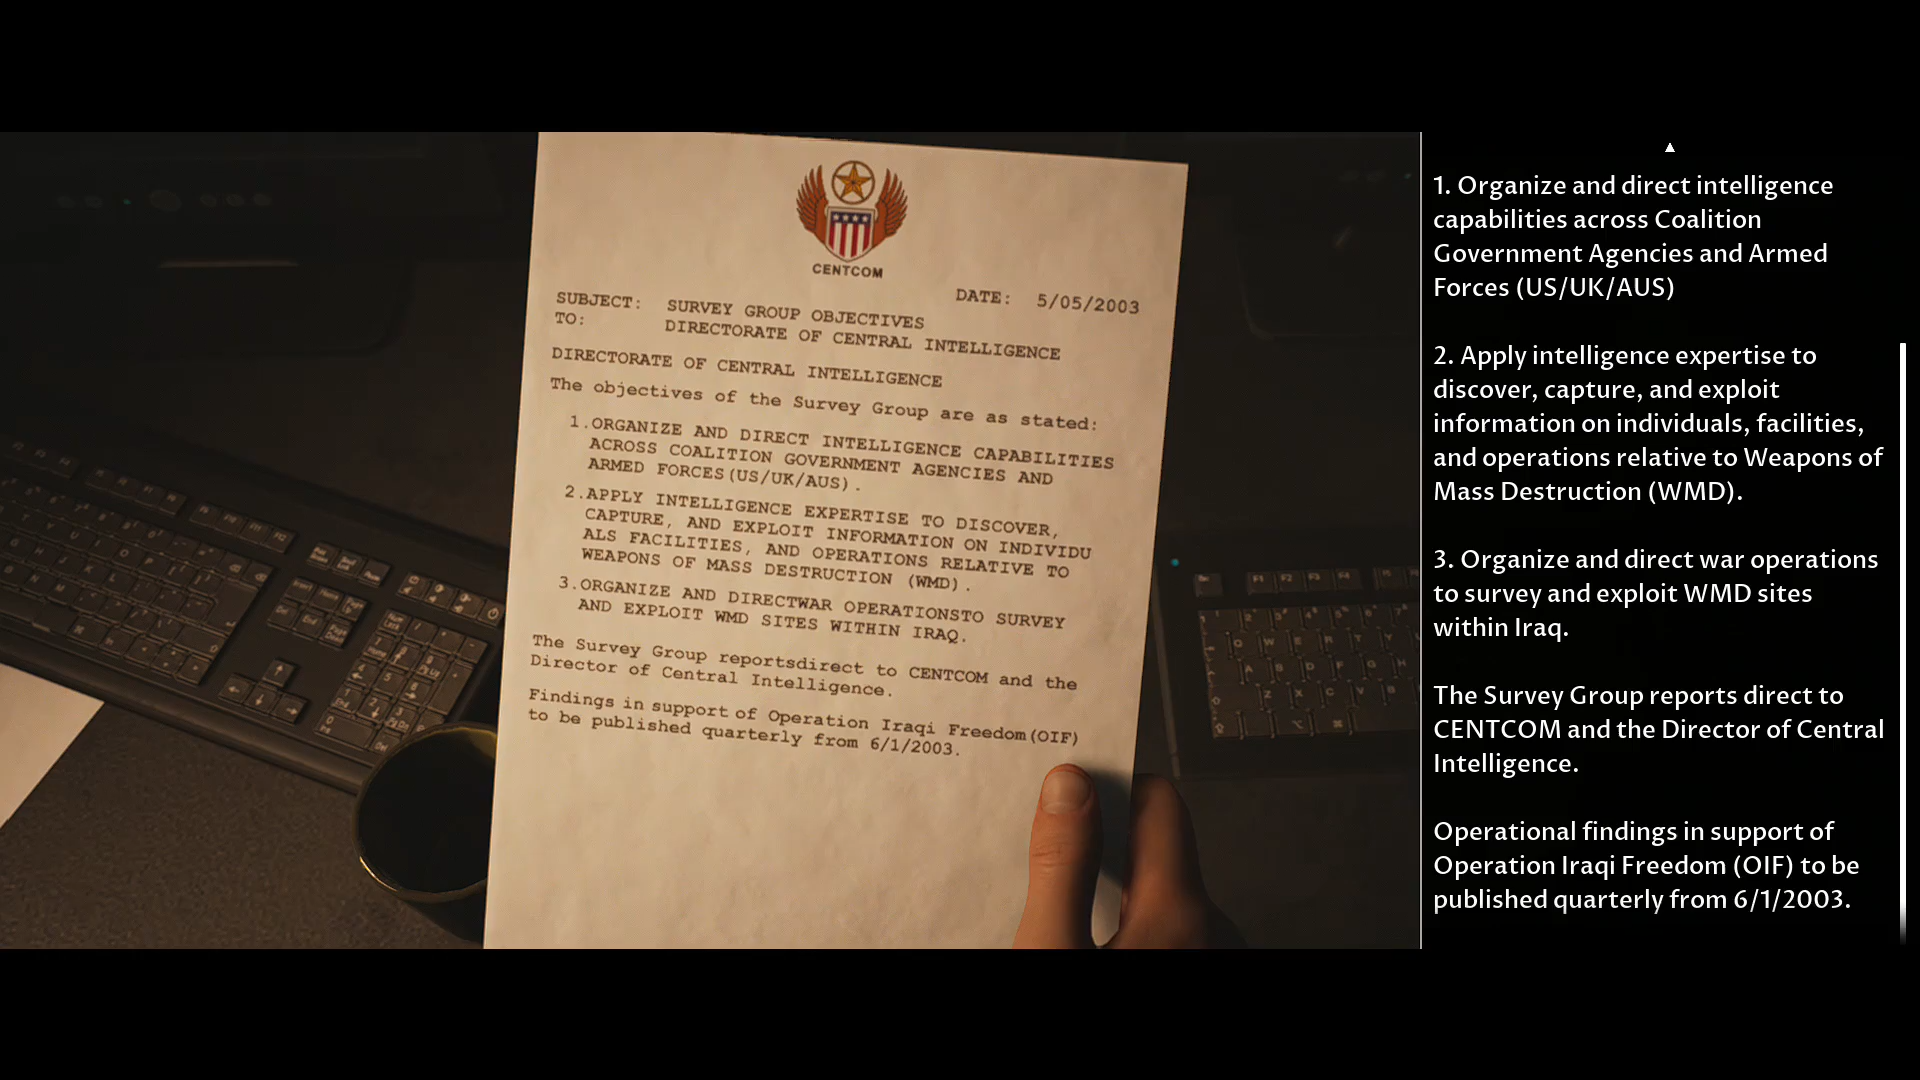 CENTCOM
DATE: 5/05/2003
SUBJECT: SURVEY GROUP OBJECTIVES
TO: DIRECTORATE OF CENTRAL INTELLIGENCE
DIRECTORATE OF CENTRAL INTELLIGENCE
The objectives of the Survey Group are as stated:
1.ORGANIZE AND DIRECT INTELLIGENCE CAPABILITIES
ACROSS COALITION GOVERNMENT AGENCIES AND
ARMED FORCES(US/UK/AUS).
2.APPLY INTELLIGENCE EXPERTISE TO DISCOVER,
CAPTURE, AND EXPLOIT INFORMATION ON INDIVIDU
ALS FACILITIES, AND OPERATIONS RELATIVE TO
WEAPONS OF MASS DESTRUCTION (WMD).
3.ORGANIZE AND DIRECTWAR OPERATIONSTO SURVEY
AND EXPLOIT WMD SITES WITHIN IRAQ.
The Survey Group reportsdirect to CENTCOM and the
Director of Central Intelligence.
Findings in support of Operation Iraqi Freedom(OIF)
to be published quarterly from 6/1/2003.
1. Organize and direct intelligence
capabilities across Coalition
Government Agencies and Armed
Forces (US/UK/AUS)
2. Apply intelligence expertise to
discover, capture, and exploit
information on individuals, facilities,
and operations relative to Weapons of
Mass Destruction (WMD).
3. Organize and direct war operations
to survey and exploit WMD sites
within Iraq.
The Survey Group reports direct to
CENTCOM and the Director of Central
Intelligence.
Operational findings in support of
Operation Iraqi Freedom (OIF) to be
published quarterly from 6/1/2003.